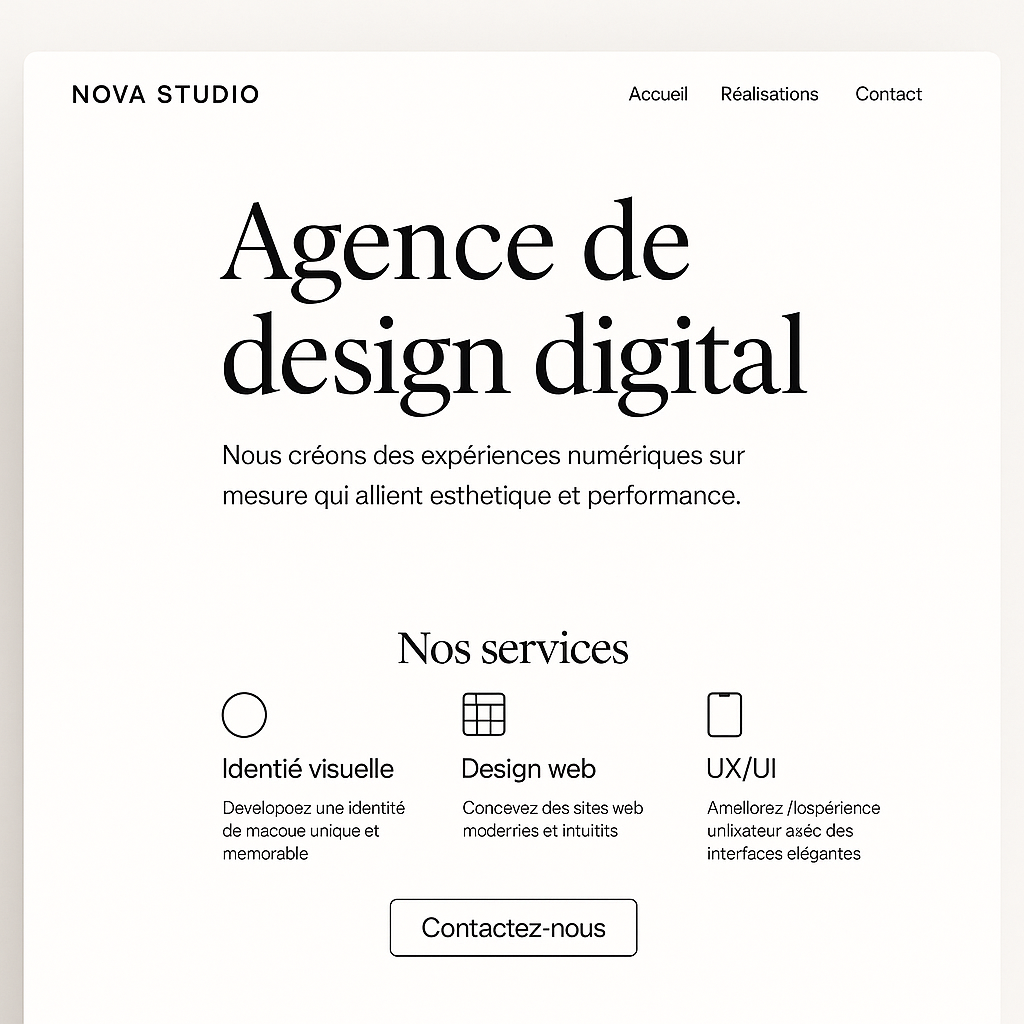 NOVA STUDIO
Accueil Réalisations Contact
Agence de
design digital
Nous créons des expériences numériques sur
mesure qui allient esthetique et performance.
Nos services
Identié visuelle
Developoez une identité
de macoue unique et
memorable
Design web
Concevez des sites web
moderries et intuitits
UX/UI
Amellorez /lospérience
unlixateur des
interfaces elégantes
Contactez-nous